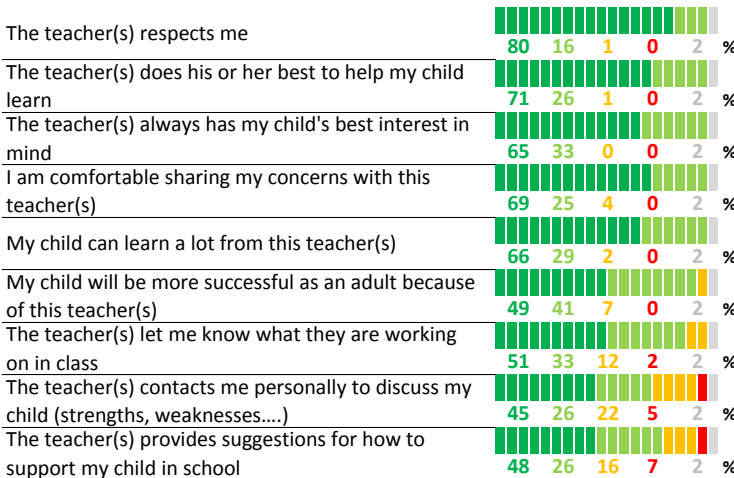 The teacher(s) respects me
80 16 1 0 2 %
The teacher(s) does his or her best to help my child
learn
71 26 1 0 2 %
The teacher(s) always has my child's best interest in
mind
65 33 0 0 2 %
I am comfortable sharing my concerns with this
teacher(s)
69 25 4 0 2 %
My child can learn a lot from this teacher(s)
66 29 2 0 2 %
My child will be more successful as an adult because
of this teacher(s)
49 41 7 0 2 %
The teacher(s) let me know what they are working
on in class
51 33 12 2 2 %
The teacher(s) contacts me personally to discuss my
child (strengths, weaknesses....)
45 26 22 5 2 %
The teacher(s) provides suggestions for how to
support my child in school
48 26 16 7 2 %